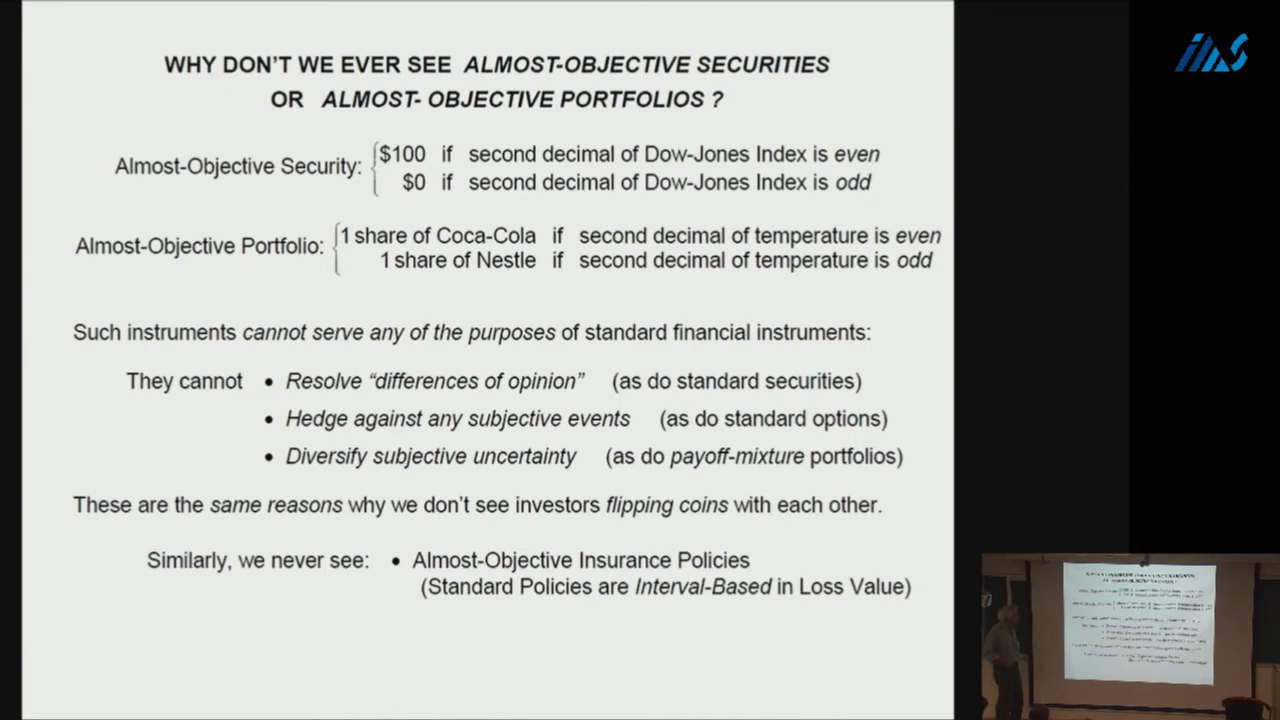 WHY DON'T WE EVER SEE ALMOST-OBJECTIVE SECURITIES
OR ALMOST- OBJECTIVE PORTFOLIOS ?
Almost-Objective Security: $100 if second decimal of Dow-Jones Index is even
$0 if second decimal of Dow-Jones Index is odd
Almost-Objective Portfolio: 1 share of Coca-Cola if second decimal of temperature is even
1 share of Nestle if second decimal of temperature is odd
Such instruments cannot serve any of the purposes of standard financial instruments:
They cannot • Resolve “differences of opinion” (as do standard securities)
• Hedge against any subjective events (as do standard options)
• Diversify subjective uncertainty (as do payoff-mixture portfolios)
These are the same reasons why we don't see investors flipping coins with each other.
Similarly, we never see: • Almost-Objective Insurance Policies
(Standard Policies are Interval-Based in Loss Value)